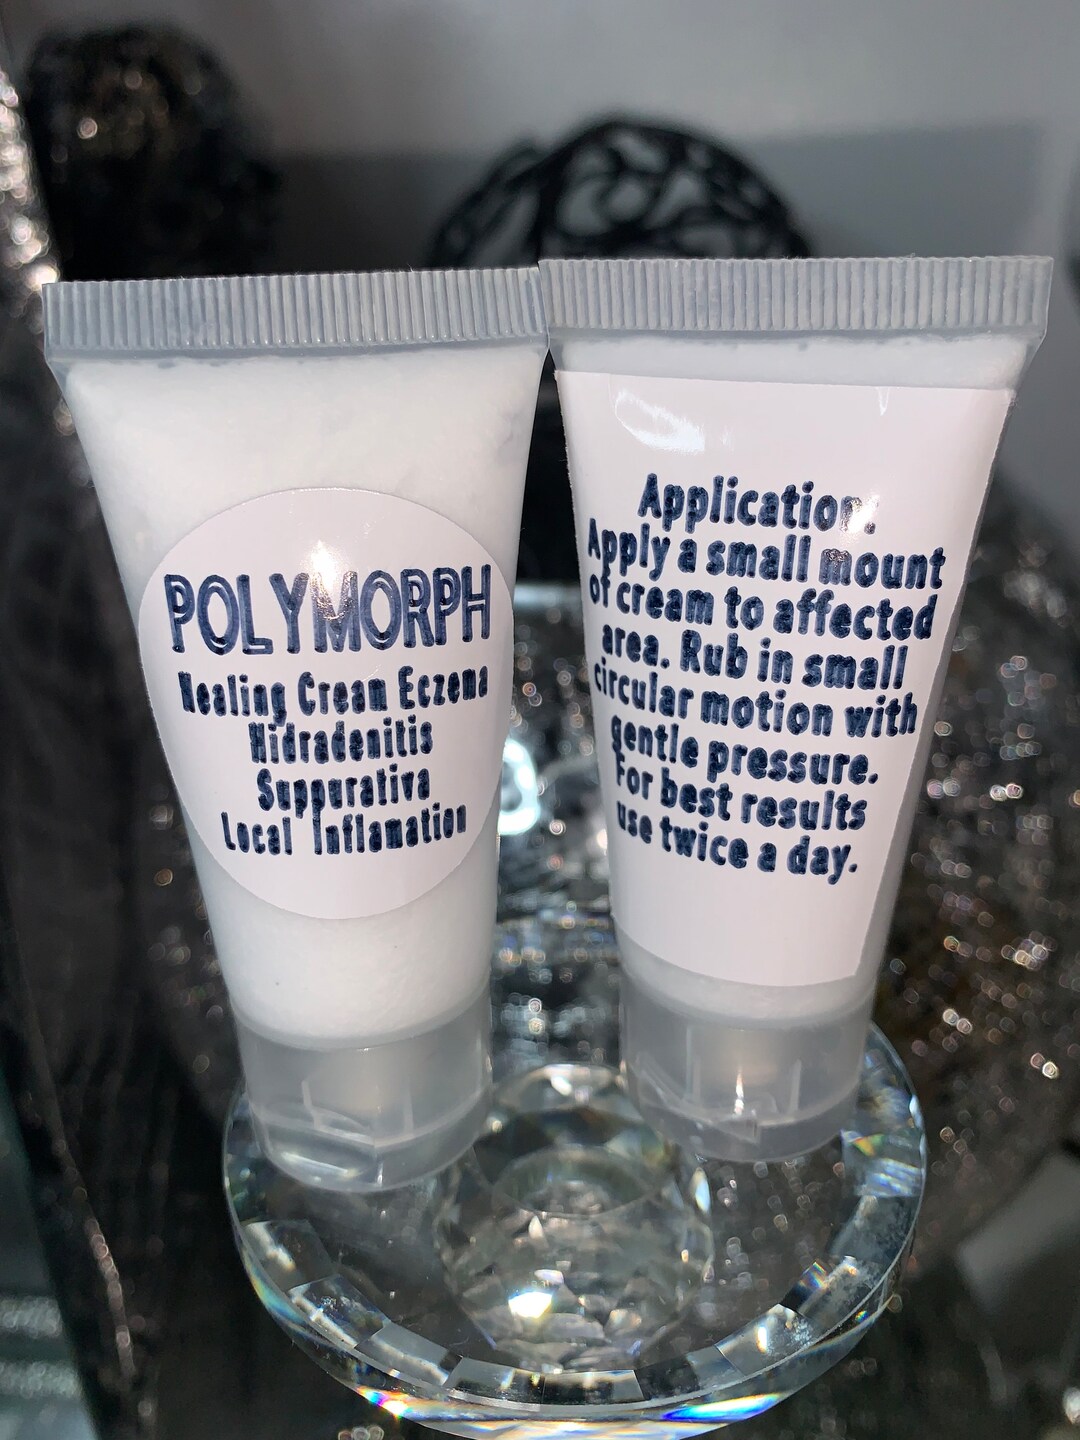 POLYMORPH
Healing Cream Eczema
Hidradenitis
Suppurativa
Local Inflamation
Application:
Apply a small mount
of cream to affected
area. Rub in small
circular motion with
gentle pressure.
For best results
use twice a day.